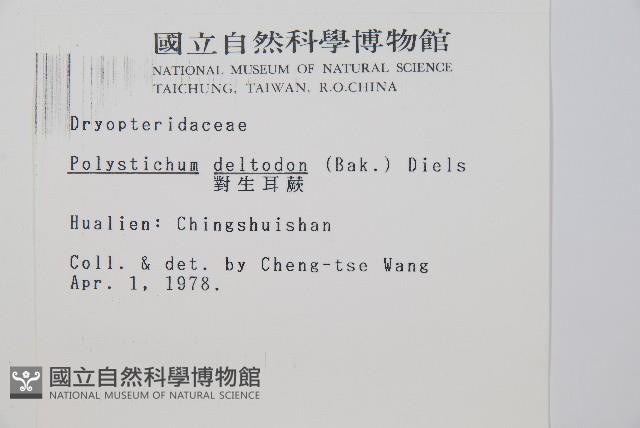 國立自然科學博物館
NATIONAL MUSEUM OF NATURAL SCIENCE
TAICHUNG, TAIWAN, R.O.CHINA
Dryopteridaceae
Polystichum deltodon (Bak.) Diels
對生耳蕨
Hualien: Chingshuishan
Coll. & det. by Cheng-tse Wang
Apr. 1, 1978.
國立自然科學博物館
NATIONAL MUSEUM OF NATURAL SCIENCE